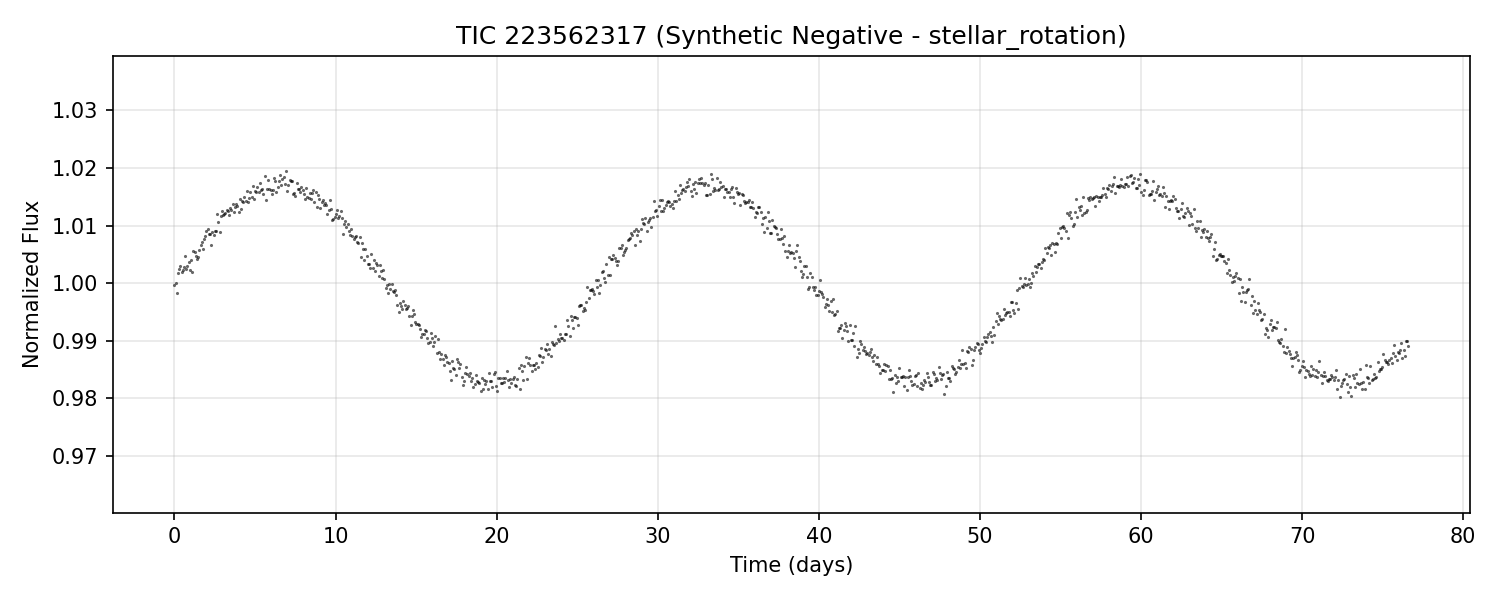 TIC 223562317 (Synthetic Negative - stellar_rotation)
Normalized Flux
1.03
1.02
1.01
1.00
0.99
0.98
0.97
0 10 20 30 40 50 60 70 80
Time (days)